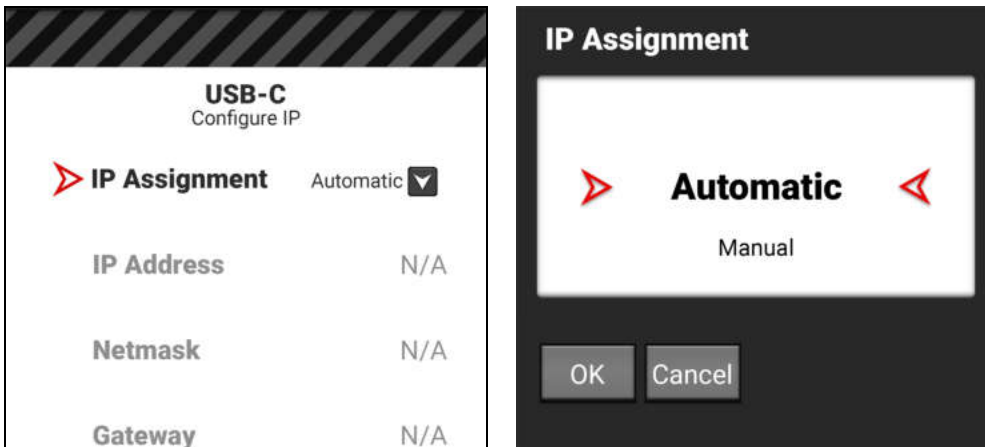 USB-C
Configure IP
IP Assignment Automatic
IP Address N/A
Netmask N/A
Gateway N/A
IP Assignment
Automatic
Manual
OK Cancel